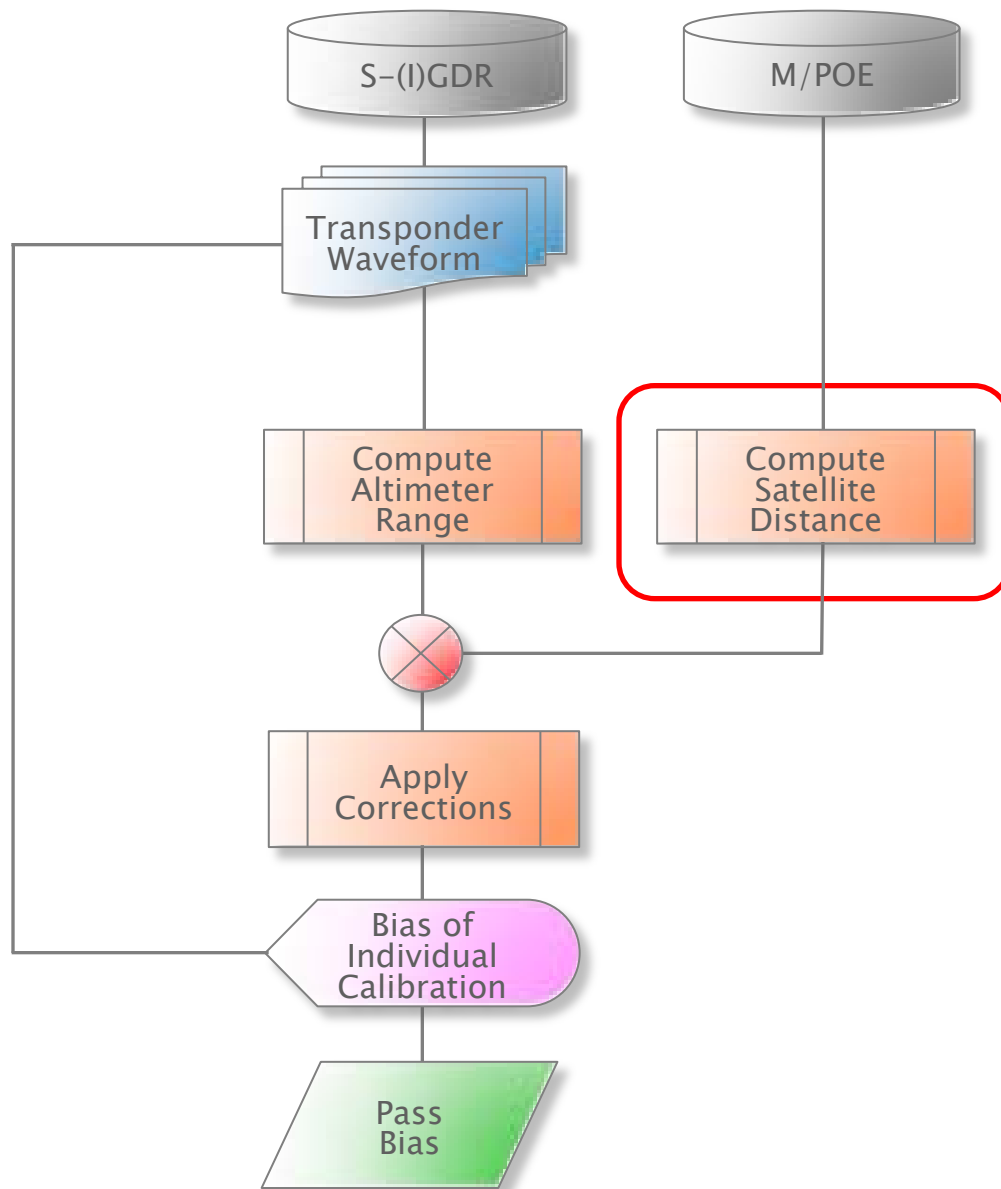 S-(I)GDR
M/POE
Transponder
Waveform
Compute
Altimeter
Range
Compute
Satellite
Distance
Apply
Corrections
Bias of
Individual
Calibration
Pass
Bias